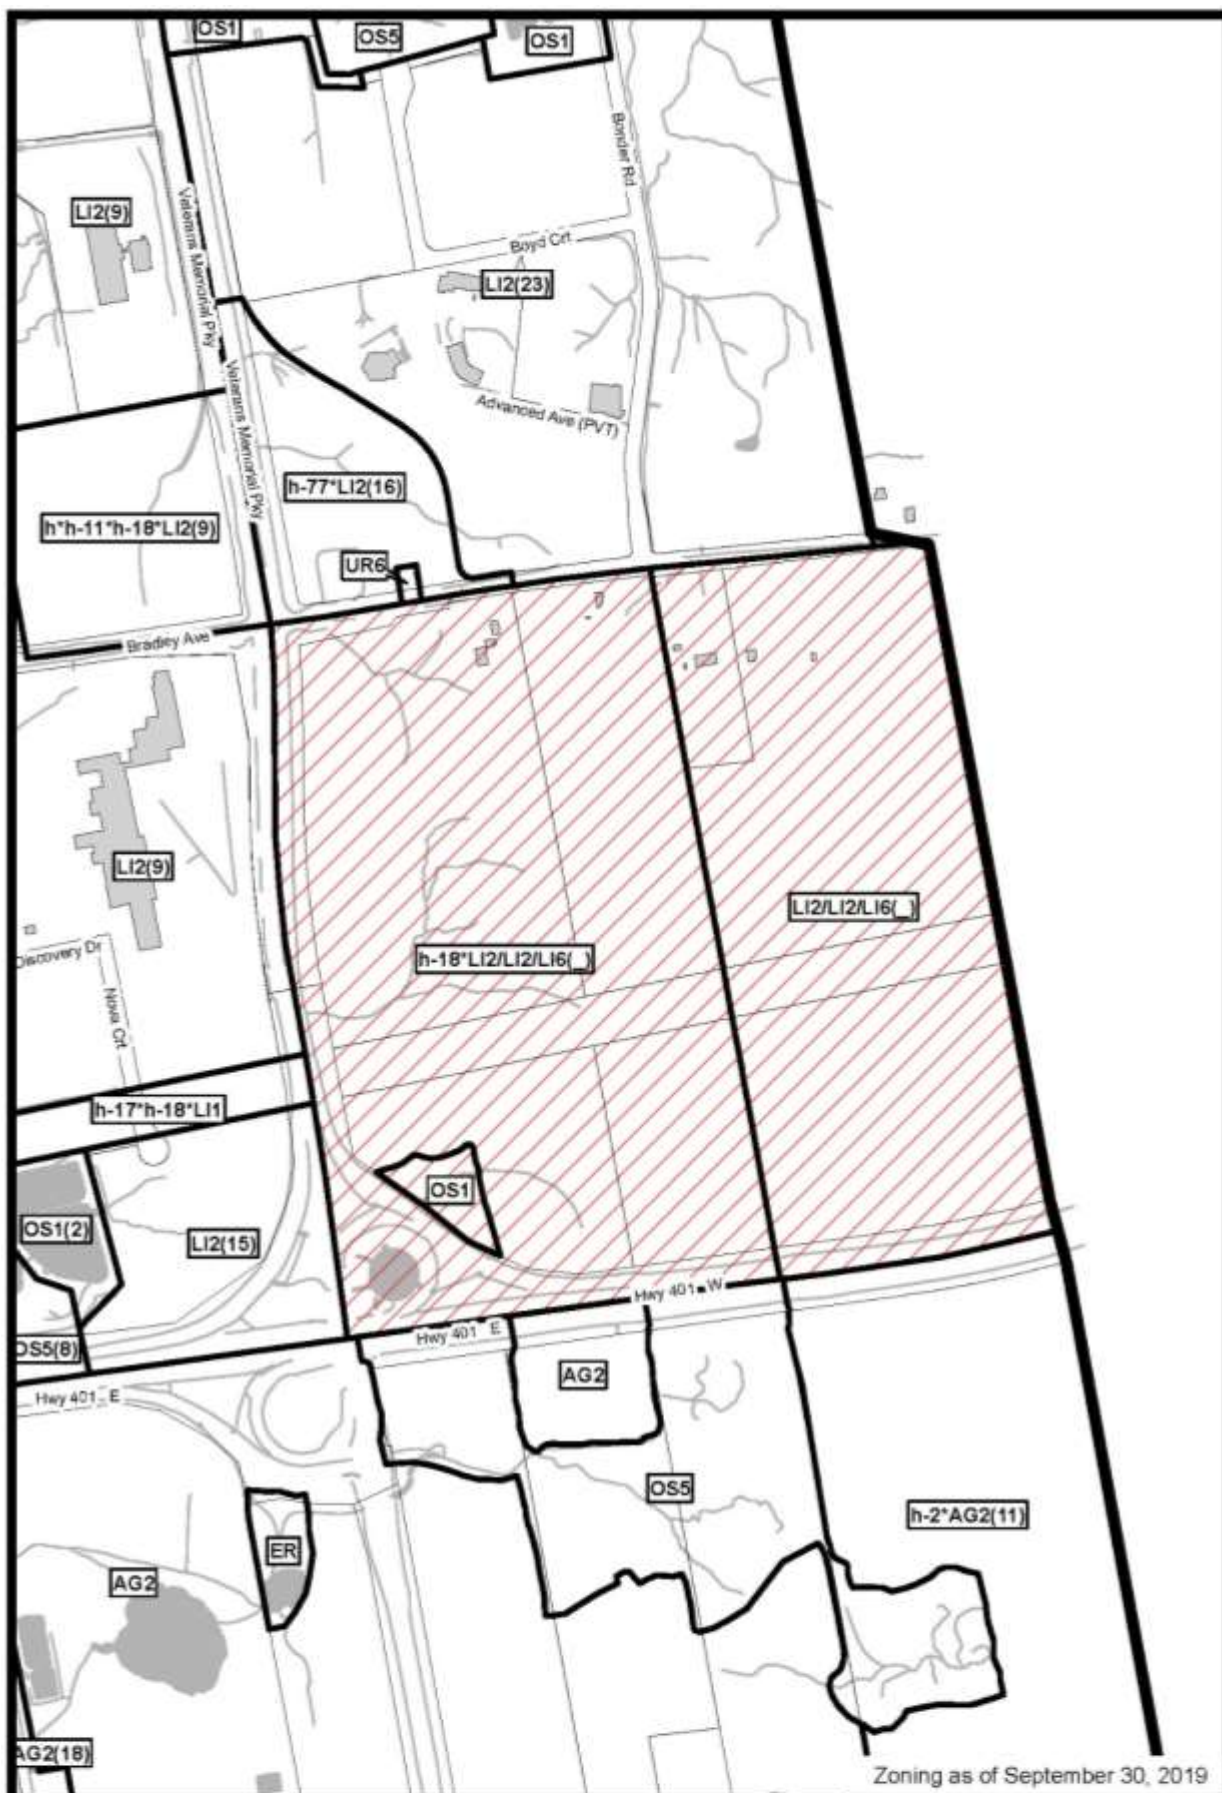 OS1
OS5
OS1
Bonder Rd
LI2(9)
Veterans Memorial Pky
Boyd Crt
LI2(23)
Veterans Memorial Pky
Advanced Ave (PVT)
h-77*LI2(16)
h*h-11*h-18*LI2(9)
UR6
Bradley Ave
LI2(9)
LI2/LI2/LI6(_)
Discovery Dr
h-18*LI2/LI2/LI6(_)
Nova Crt
h-17*h-18*LI1
OS1
OS1(2)
LI2(15)
Hwy 401 W
Hwy 401 E
OS5(8)
AG2
Hwy 401 E
OS5
h-2*AG2(11)
ER
AG2
AG2(18)
Zoning as of September 30, 2019